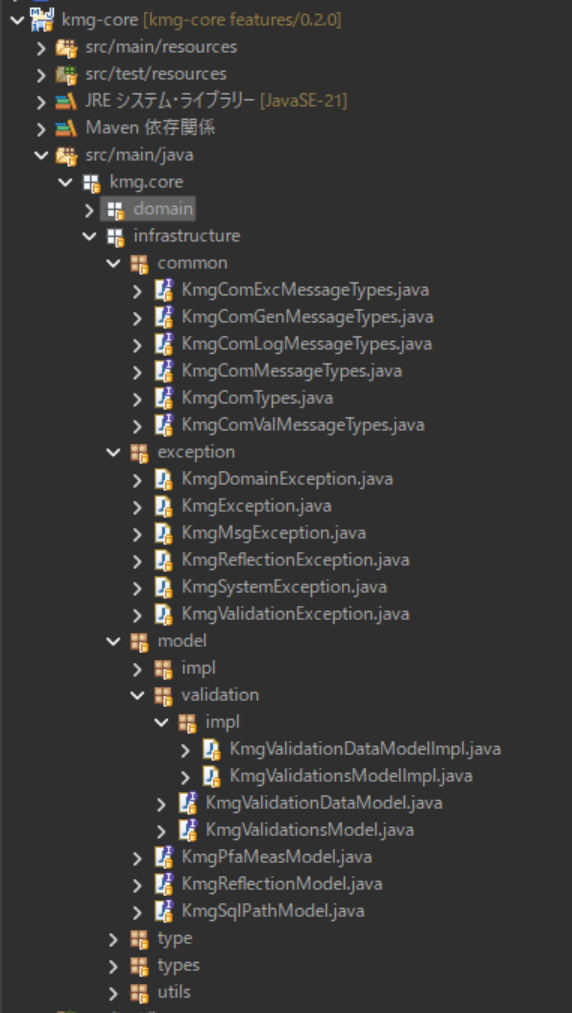 kmg-core [kmg-core features/0.2.0]
src/main/resources
src/test/resources
JRE システム・ライブラリー [JavaSE-21]
Maven 依存関係
src/main/java
kmg.core
domain
infrastructure
common
KmgComExcMessageTypes.java
KmgComGenMessageTypes.java
KmgComLogMessageTypes.java
KmgComMessageTypes.java
KmgComTypes.java
KmgComValMessageTypes.java
exception
KmgDomainException.java
KmgException.java
KmgMsgException.java
KmgReflectionException.java
KmgSystemException.java
KmgValidationException.java
model
impl
validation
impl
KmgValidationDataModelImpl.java
KmgValidationsModelImpl.java
KmgValidationDataModel.java
KmgValidationsModel.java
KmgPfaMeasModel.java
KmgReflectionModel.java
KmgSqlPathModel.java
type
types
utils